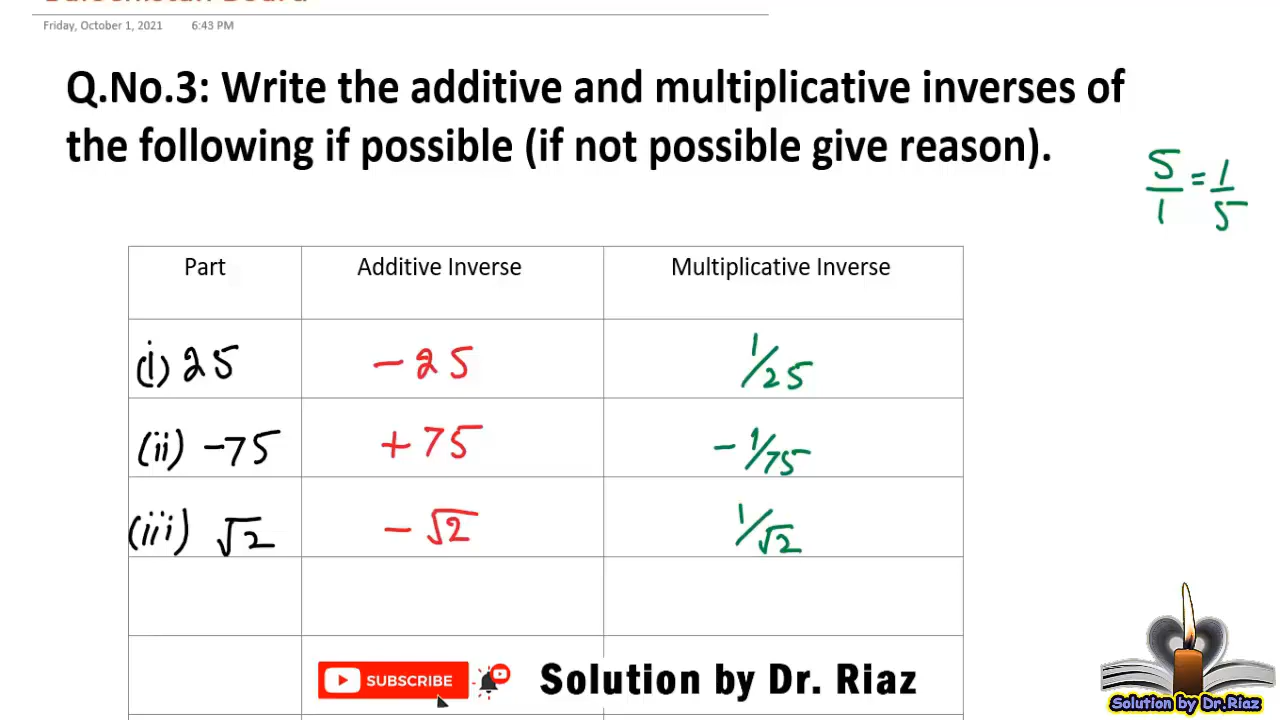 Friday, October 1, 2021 6:43 PM
Q.No.3: Write the additive and multiplicative inverses of
the following if possible (if not possible give reason).
5/1 = 1/5
Part Additive Inverse Multiplicative Inverse
(i) 25 -25 1/25
(ii) -75 +75 -1/75
(iii) √2 -√2 1/√2
SUBSCRIBE Solution by Dr. Riaz
Solution by Dr.Riaz